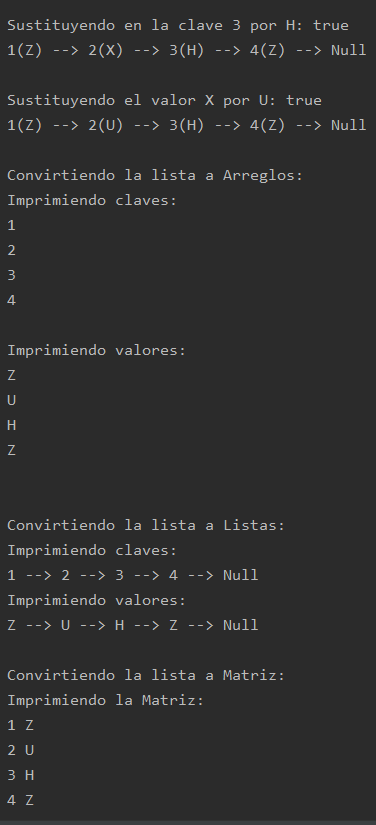 Sustituyendo en la clave 3 por H: true
1(Z) --> 2(X) --> 3(H) --> 4(Z) --> Null
Sustituyendo el valor X por U: true
1(Z) --> 2(U) --> 3(H) --> 4(Z) --> Null
Convirtiendo la lista a Arreglos:
Imprimiendo claves:
1
2
3
4
Imprimiendo valores:
Z
U
H
Z
Convirtiendo la lista a Listas:
Imprimiendo claves:
1 --> 2 --> 3 --> 4 --> Null
Imprimiendo valores:
Z --> U --> H --> Z --> Null
Convirtiendo la lista a Matriz:
Imprimiendo la Matriz:
1 Z
2 U
3 H
4 Z